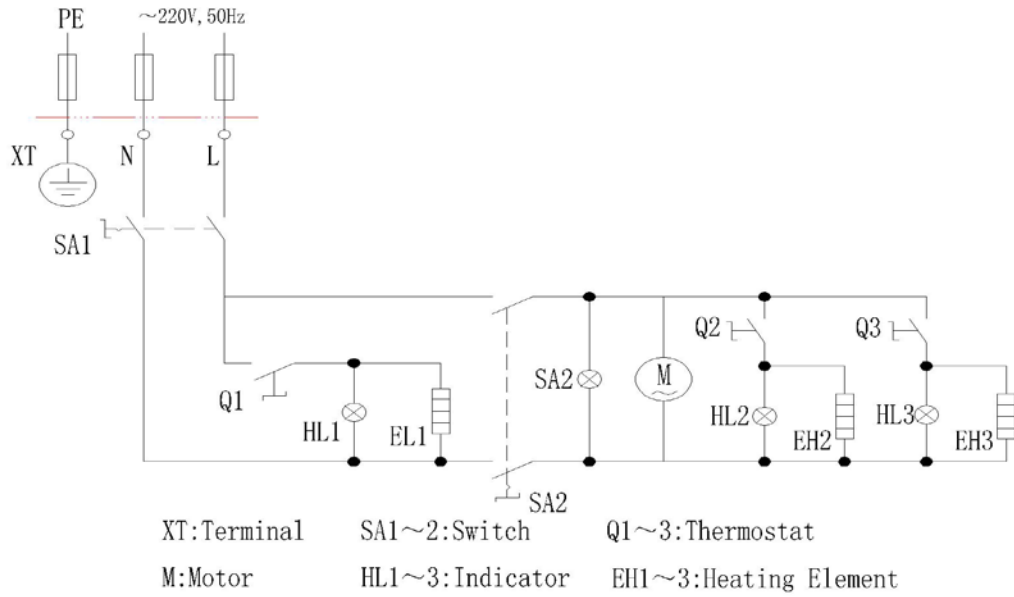 PE ~220V,50Hz
XT N L
SA1
Q2 Q3
SA2 M
Q1 HL1 EL1 HL2 EH2 HL3 EH3
SA2
XT:Terminal SA1~2:Switch Q1~3:Thermostat
M:Motor HL1~3:Indicator EH1~3:Heating Element